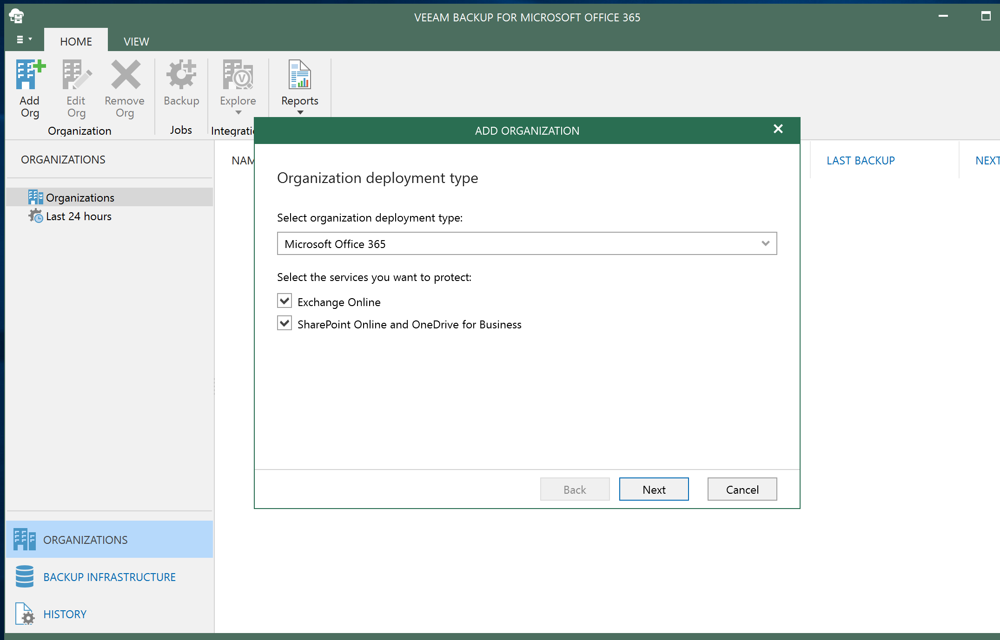 VEEAM BACKUP FOR MICROSOFT OFFICE 365
HOME
VIEW
Add Org
Edit Org
Remove Org
Backup
Explore
Reports
Organization
Jobs
Integrati
ORGANIZATIONS
Organizations
Last 24 hours
NAM
LAST BACKUP
NEXT
ADD ORGANIZATION
Organization deployment type
Select organization deployment type:
Microsoft Office 365
Select the services you want to protect:
Exchange Online
SharePoint Online and OneDrive for Business
Back
Next
Cancel
ORGANIZATIONS
BACKUP INFRASTRUCTURE
HISTORY